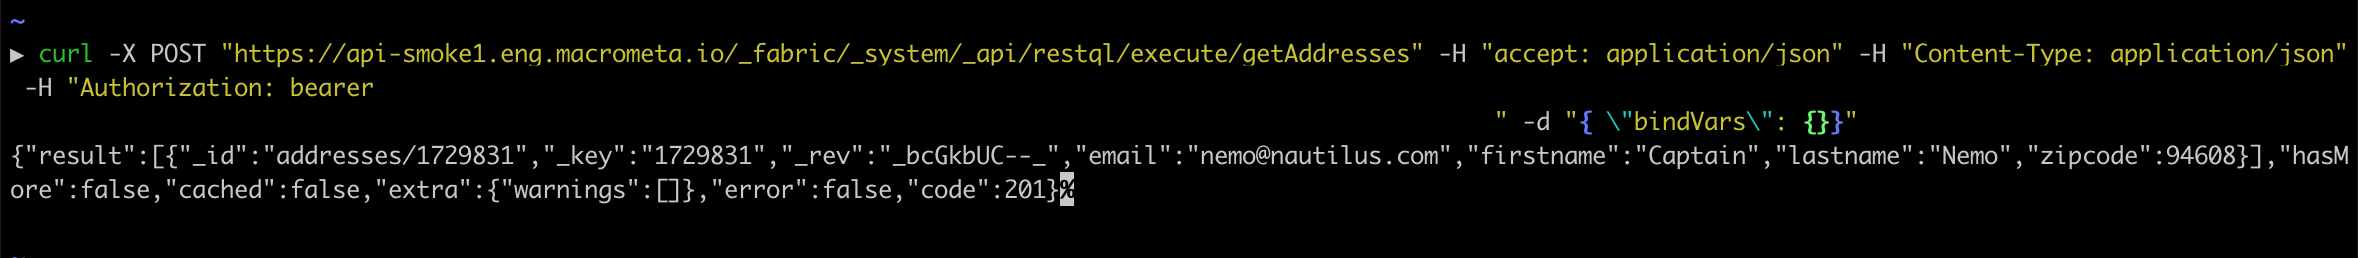 ~
▶ curl -X POST "https://api-smoke1.eng.macrometa.io/_fabric/_system/_api/restql/execute/getAddresses" -H "accept: application/json" -H "Content-Type: application/json"
-H "Authorization: bearer
" -d "{ \"bindVars\": {}}"
{"result":[{"_id":"addresses/1729831","_key":"1729831","_rev":"_bcGkbUC--_","email":"nemo@nautilus.com","firstname":"Captain","lastname":"Nemo","zipcode":94608}],"hasM
ore":false,"cached":false,"extra":{"warnings":[]},"error":false,"code":201}%